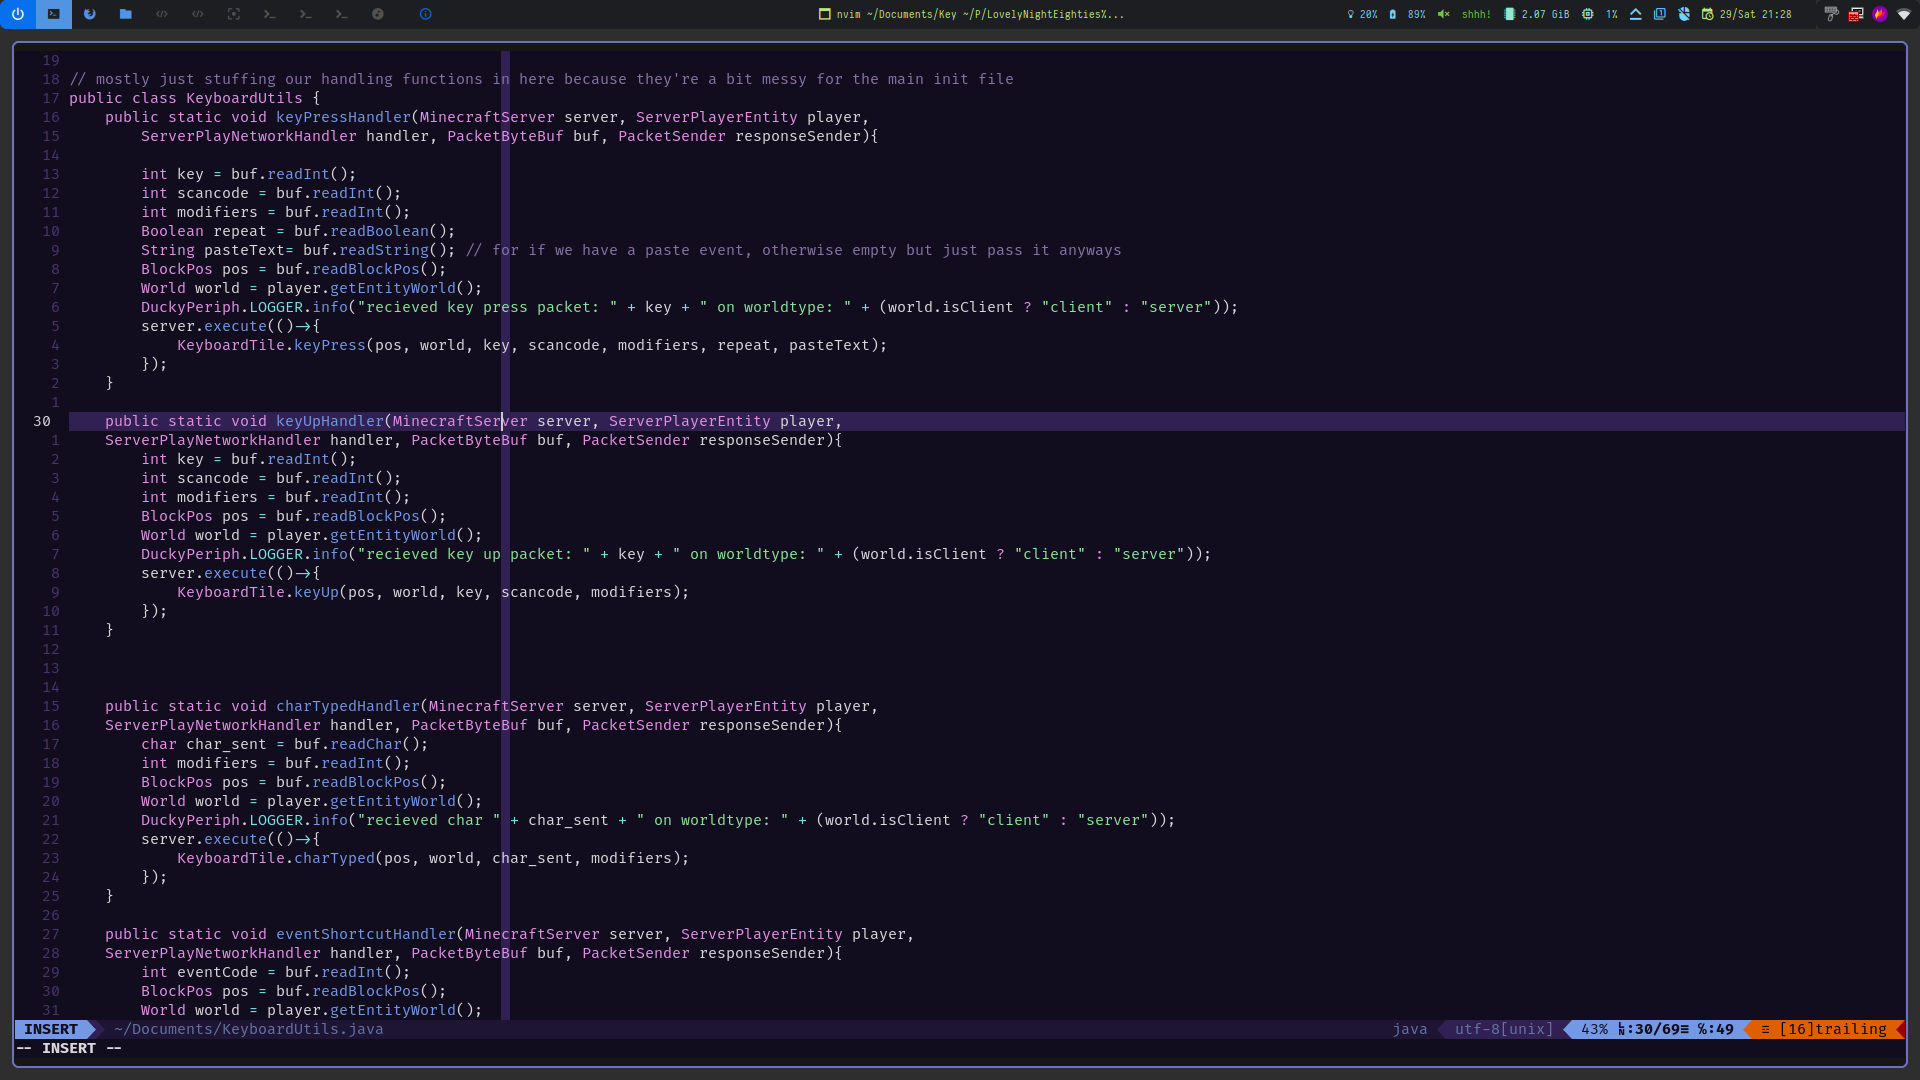 nvim ~/Documents/Key ~/P/LovelyNightEighties%... 20% 89% shhh! 2.07 GiB 1% 29/Sat 21:28
19
18 // mostly just stuffing our handling functions in here because they're a bit messy for the main init file
17 public class KeyboardUtils {
16 public static void keyPressHandler(MinecraftServer server, ServerPlayerEntity player,
15 ServerPlayNetworkHandler handler, PacketByteBuf buf, PacketSender responseSender){
14
13 int key = buf.readInt();
12 int scancode = buf.readInt();
11 int modifiers = buf.readInt();
10 Boolean repeat = buf.readBoolean();
9 String pasteText= buf.readString(); // for if we have a paste event, otherwise empty but just pass it anyways
8 BlockPos pos = buf.readBlockPos();
7 World world = player.getEntityWorld();
6 DuckyPeriph.LOGGER.info("recieved key press packet: " + key + " on worldtype: " + (world.isClient ? "client" : "server"));
5 server.execute(()->{
4 KeyboardTile.keyPress(pos, world, key, scancode, modifiers, repeat, pasteText);
3 });
2 }
1
30 public static void keyUpHandler(MinecraftServer server, ServerPlayerEntity player,
1 ServerPlayNetworkHandler handler, PacketByteBuf buf, PacketSender responseSender){
2 int key = buf.readInt();
3 int scancode = buf.readInt();
4 int modifiers = buf.readInt();
5 BlockPos pos = buf.readBlockPos();
6 World world = player.getEntityWorld();
7 DuckyPeriph.LOGGER.info("recieved key up packet: " + key + " on worldtype: " + (world.isClient ? "client" : "server"));
8 server.execute(()->{
9 KeyboardTile.keyUp(pos, world, key, scancode, modifiers);
10 });
11 }
12
13
14
15 public static void charTypedHandler(MinecraftServer server, ServerPlayerEntity player,
16 ServerPlayNetworkHandler handler, PacketByteBuf buf, PacketSender responseSender){
17 char char_sent = buf.readChar();
18 int modifiers = buf.readInt();
19 BlockPos pos = buf.readBlockPos();
20 World world = player.getEntityWorld();
21 DuckyPeriph.LOGGER.info("recieved char " + char_sent + " on worldtype: " + (world.isClient ? "client" : "server"));
22 server.execute(()->{
23 KeyboardTile.charTyped(pos, world, char_sent, modifiers);
24 });
25 }
26
27 public static void eventShortcutHandler(MinecraftServer server, ServerPlayerEntity player,
28 ServerPlayNetworkHandler handler, PacketByteBuf buf, PacketSender responseSender){
29 int eventCode = buf.readInt();
30 BlockPos pos = buf.readBlockPos();
31 World world = player.getEntityWorld();
INSERT ~/Documents/KeyboardUtils.java java utf-8[unix] 43% ␊:30/69≡ ℅:49 Ξ [16]trailing
-- INSERT --